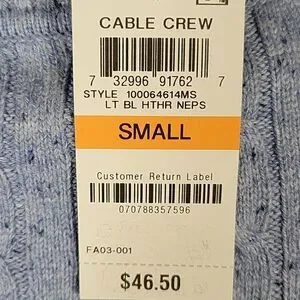 CABLE CREW
7 32996 91762 7
STYLE 100064614MS
LT BL HTHR NEPS
SMALL
Customer Return Label
070788357596
FA03-001
$46.50